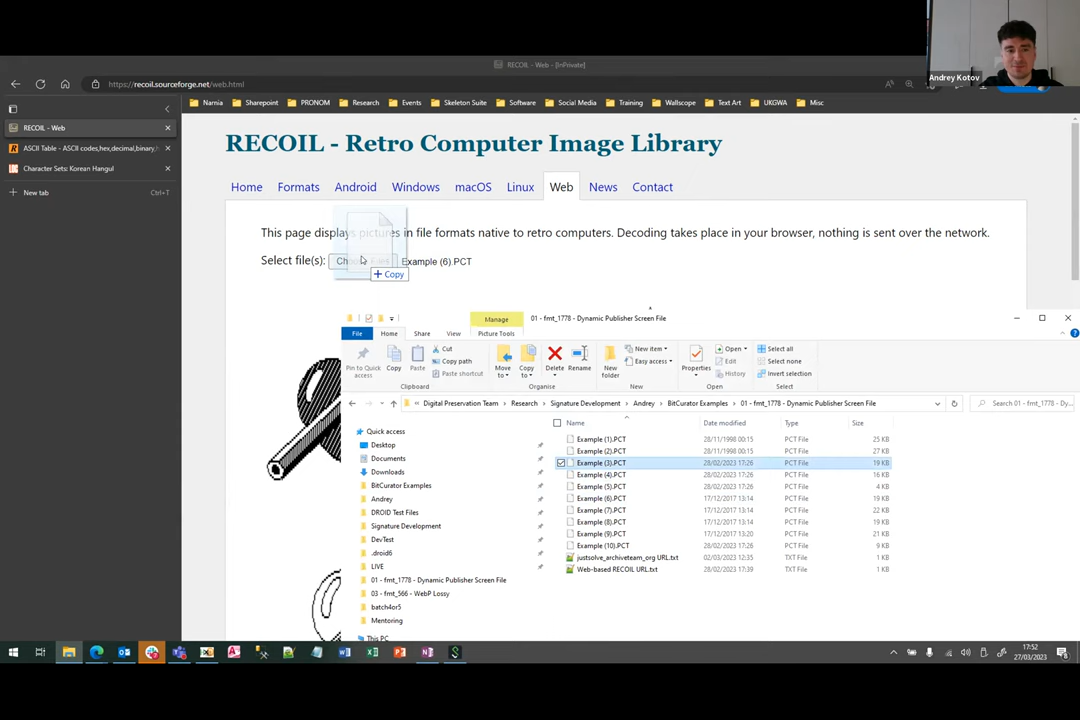 Andrey Kotov
RECOIL - Web - [InPrivate]
https://recoil.sourceforge.net/web.html
Narnia Sharepoint PRONOM Research Events Skeleton Suite Software Social Media Training Wallscope Text Art UKGWA Misc
RECOIL - Web
ASCII Table - ASCII codes,hex,decimal,binary,
Character Sets: Korean Hangul
New tab Ctrl+T
RECOIL - Retro Computer Image Library
Home Formats Android Windows macOS Linux Web News Contact
This page displays pictures in file formats native to retro computers. Decoding takes place in your browser, nothing is sent over the network.
Select file(s): Choose Files Example (6).PCT
+ Copy
Manage 01 - fmt_1778 - Dynamic Publisher Screen File
File Home Share View Picture Tools
Pin to Quick access
Copy
Paste
Cut
Copy path
Paste shortcut
Clipboard
Move to
Copy to
Delete
Rename
Organise
New folder
New item
Easy access
New
Properties
Open
Edit
History
Open
Select all
Select none
Invert selection
Select
« Digital Preservation Team › Research › Signature Development › Andrey › BitCurator Examples › 01 - fmt_1778 - Dynamic Publisher Screen File
Search 01 - fmt_1778 - Dy...
Quick access
Desktop
Documents
Downloads
BitCurator Examples
Andrey
DROID Test Files
Signature Development
DevTest
.droid6
LIVE
01 - fmt_1778 - Dynamic Publisher Screen File
03 - fmt_566 - WebP Lossy
batch4or5
Mentoring
This PC
Name Date modified Type Size
Example (1).PCT 28/11/1998 00:15 PCT File 25 KB
Example (2).PCT 28/11/1998 00:15 PCT File 27 KB
Example (3).PCT 28/02/2023 17:26 PCT File 19 KB
Example (4).PCT 28/02/2023 17:26 PCT File 16 KB
Example (5).PCT 28/02/2023 17:26 PCT File 4 KB
Example (6).PCT 17/12/2017 13:14 PCT File 19 KB
Example (7).PCT 17/12/2017 13:14 PCT File 22 KB
Example (8).PCT 17/12/2017 13:14 PCT File 19 KB
Example (9).PCT 17/12/2017 13:20 PCT File 21 KB
Example (10).PCT 28/02/2023 17:26 PCT File 9 KB
justsolve_archiveteam_org URL.txt 02/03/2023 12:35 TXT File 1 KB
Web-based RECOIL URL.txt 28/02/2023 17:39 TXT File 1 KB
17:52
27/03/2023